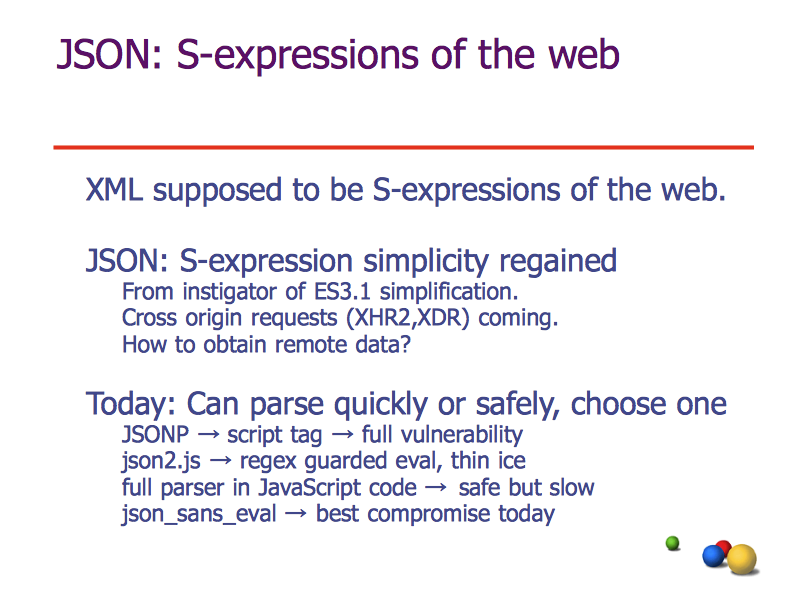 JSON: S-expressions of the web
XML supposed to be S-expressions of the web.
JSON: S-expression simplicity regained
From instigator of ES3.1 simplification.
Cross origin requests (XHR2,XDR) coming.
How to obtain remote data?
Today: Can parse quickly or safely, choose one
JSONP → script tag → full vulnerability
json2.js → regex guarded eval, thin ice
full parser in JavaScript code → safe but slow
json_sans_eval → best compromise today